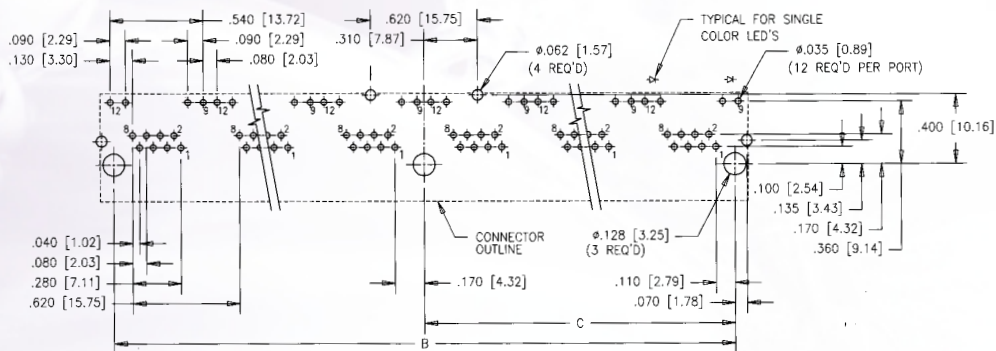 .540 [13.72]
.620 [15.75]
TYPICAL FOR SINGLE
COLOR LED'S
.090 [2.29]
.090 [2.29]
.310 [7.87]
ø.062 [1.57]
(4 REQ'D)
ø.035 [0.89]
(12 REQ'D PER PORT)
.130 [3.30]
.080 [2.03]
12 9 12 9 12 9 12 9 12 9 12 9
8 2 8 2 8 2 8 2 8 2 8 2
1 1 1 1 1 1
.400 [10.16]
.100 [2.54]
.135 [3.43]
.170 [4.32]
.360 [9.14]
CONNECTOR
OUTLINE
ø.128 [3.25]
(3 REQ'D)
.040 [1.02]
.080 [2.03]
.280 [7.11]
.620 [15.75]
.170 [4.32]
.110 [2.79]
.070 [1.78]
C
B